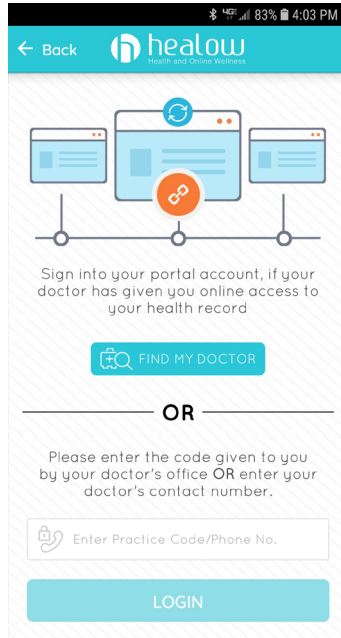 4G 83% 4:03 PM
← Back healow
Health and Online Wellness
Sign into your portal account, if your
doctor has given you online access to
your health record
FIND MY DOCTOR
OR
Please enter the code given to you
by your doctor's office OR enter your
doctor's contact number.
Enter Practice Code/Phone No.
LOGIN